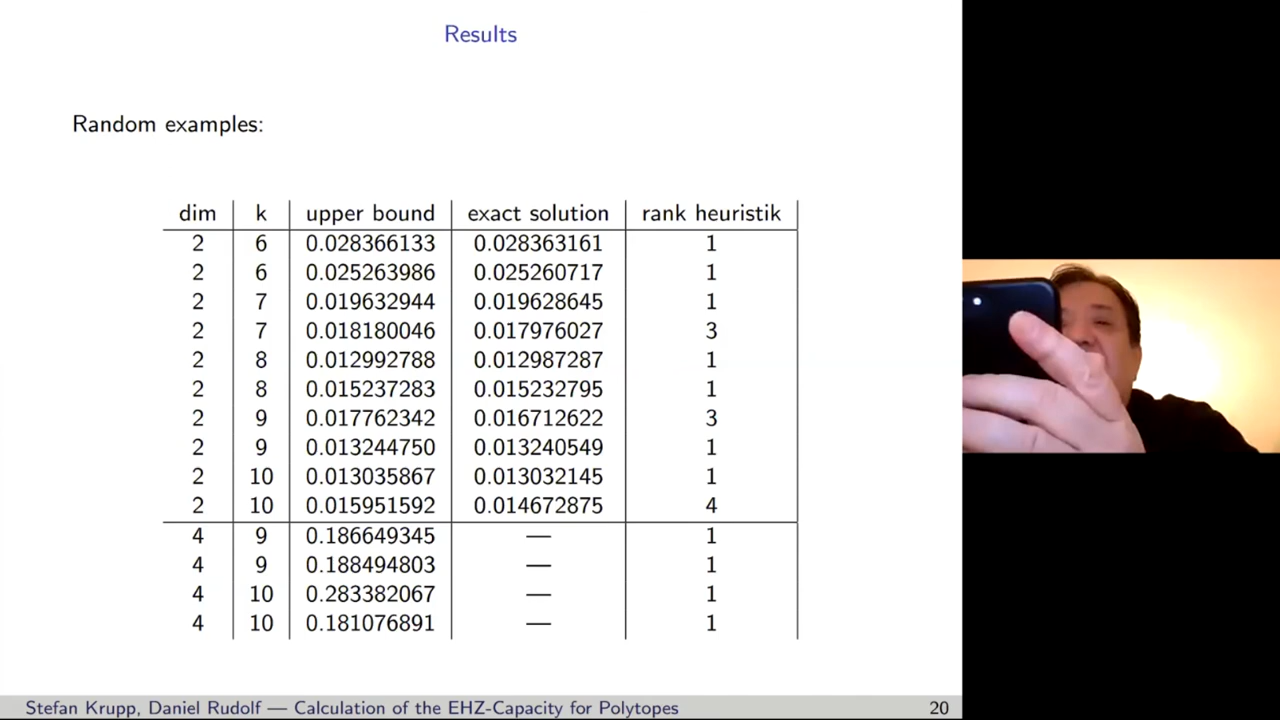 Results
Random examples:
dim k upper bound exact solution rank heuristik
2 6 0.028366133 0.028363161 1
2 6 0.025263986 0.025260717 1
2 7 0.019632944 0.019628645 1
2 7 0.018180046 0.017976027 3
2 8 0.012992788 0.012987287 1
2 8 0.015237283 0.015232795 1
2 9 0.017762342 0.016712622 3
2 9 0.013244750 0.013240549 1
2 10 0.013035867 0.013032145 1
2 10 0.015951592 0.014672875 4
4 9 0.186649345 — 1
4 9 0.188494803 — 1
4 10 0.283382067 — 1
4 10 0.181076891 — 1
Stefan Krupp, Daniel Rudolf — Calculation of the EHZ-Capacity for Polytopes 20